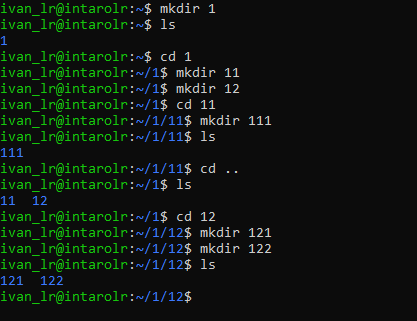 ivan_lr@intarolr:~$ mkdir 1
ivan_lr@intarolr:~$ ls
1
ivan_lr@intarolr:~$ cd 1
ivan_lr@intarolr:~/1$ mkdir 11
ivan_lr@intarolr:~/1$ mkdir 12
ivan_lr@intarolr:~/1$ cd 11
ivan_lr@intarolr:~/1/11$ mkdir 111
ivan_lr@intarolr:~/1/11$ ls
111
ivan_lr@intarolr:~/1/11$ cd ..
ivan_lr@intarolr:~/1$ ls
11  12
ivan_lr@intarolr:~/1$ cd 12
ivan_lr@intarolr:~/1/12$ mkdir 121
ivan_lr@intarolr:~/1/12$ mkdir 122
ivan_lr@intarolr:~/1/12$ ls
121  122
ivan_lr@intarolr:~/1/12$